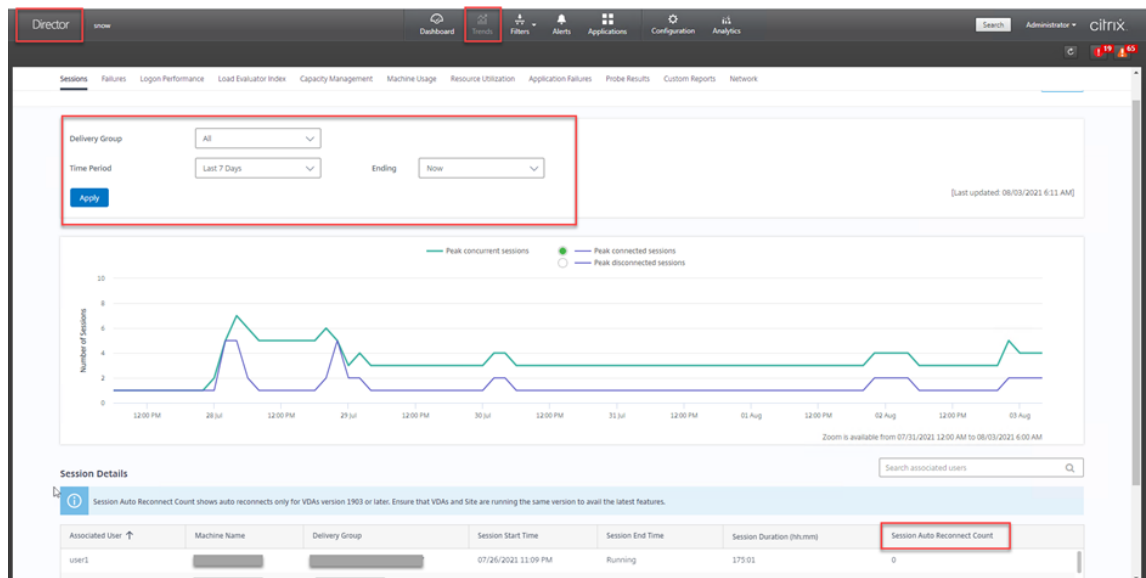 Director snow Dashboard Trends Filters Alerts Applications Configuration Analytics Search Administrator citrix
! 19 65
Sessions Failures Logon Performance Load Evaluator Index Capacity Management Machine Usage Resource Utilization Application Failures Probe Results Custom Reports Network
Delivery Group All
Time Period Last 7 Days Ending Now
Apply [Last updated: 08/03/2021 6:11 AM]
Peak concurrent sessions Peak connected sessions
Peak disconnected sessions
Number of Sessions
10
8
6
4
2
0
12:00 PM 28 Jul 12:00 PM 29 Jul 12:00 PM 30 Jul 12:00 PM 31 Jul 12:00 PM 01 Aug 12:00 PM 02 Aug 12:00 PM 03 Aug
Zoom is available from 07/31/2021 12:00 AM to 08/03/2021 6:00 AM
Session Details Search associated users
Session Auto Reconnect Count shows auto reconnects only for VDAs version 1903 or later. Ensure that VDAs and Site are running the same version to avail the latest features.
Associated User Machine Name Delivery Group Session Start Time Session End Time Session Duration (hh.mm) Session Auto Reconnect Count
user1 07/26/2021 11:09 PM Running 175:01 0